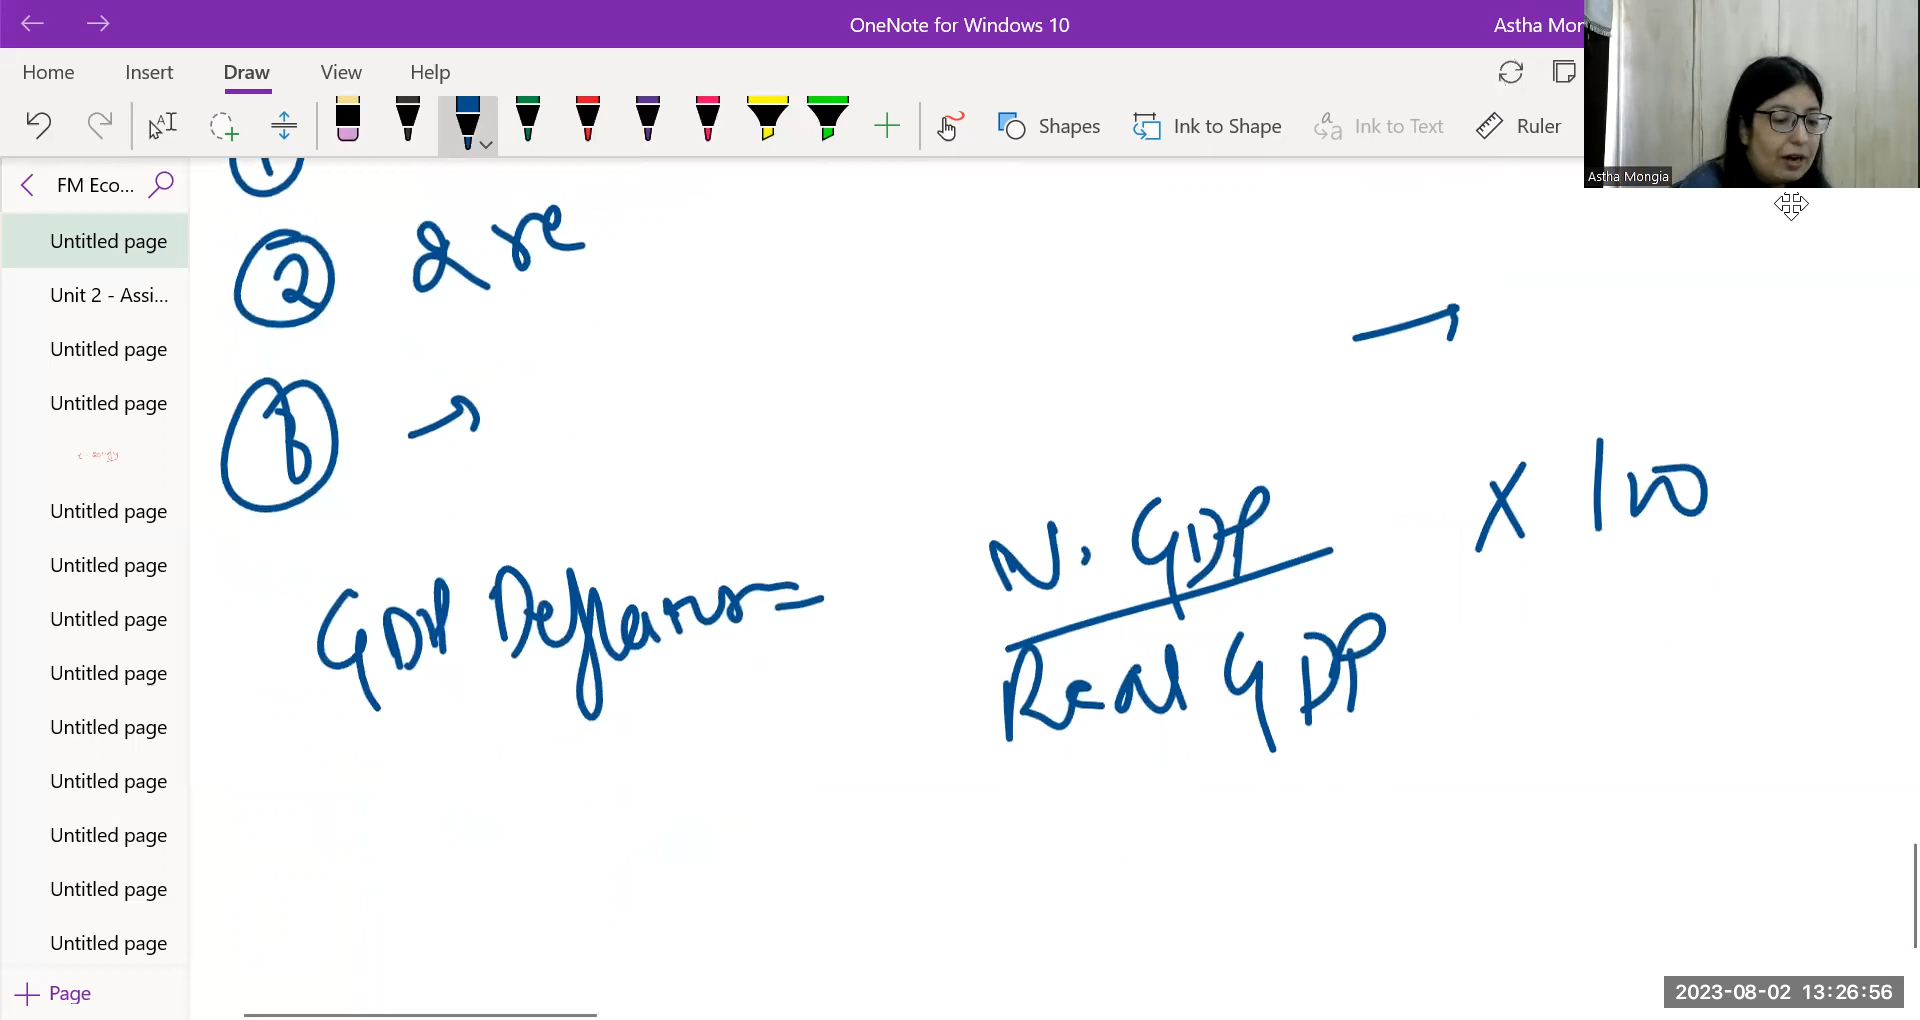 OneNote for Windows 10
Astha Mor
Home Insert Draw View Help
Shapes Ink to Shape Ink to Text Ruler
Astha Mongia
FM Eco...
Untitled page
Unit 2 - Assi...
Untitled page
Untitled page
Untitled page
Untitled page
Untitled page
Untitled page
Untitled page
Untitled page
Untitled page
Untitled page
Untitled page
Page
1
2
3
GDP Deflator =
N. GDP
Real GDP
X 100
2023-08-02 13:26:56